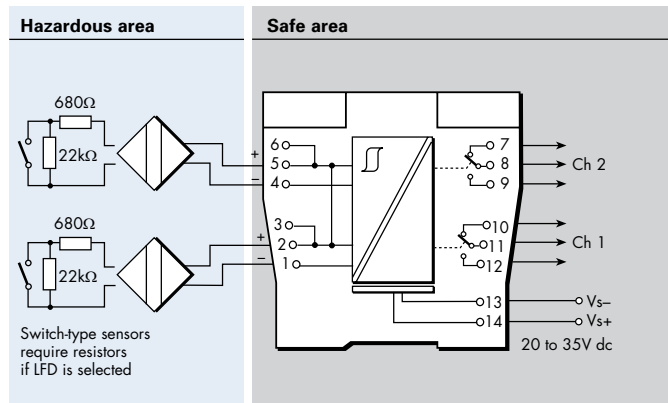 Hazardous area
Safe area
680Ω
22kΩ
+
–
6
5
4
7
8
9
Ch 2
680Ω
22kΩ
+
–
3
2
1
10
11
12
Ch 1
13
14
Vs–
Vs+
20 to 35V dc
Switch-type sensors
require resistors
if LFD is selected